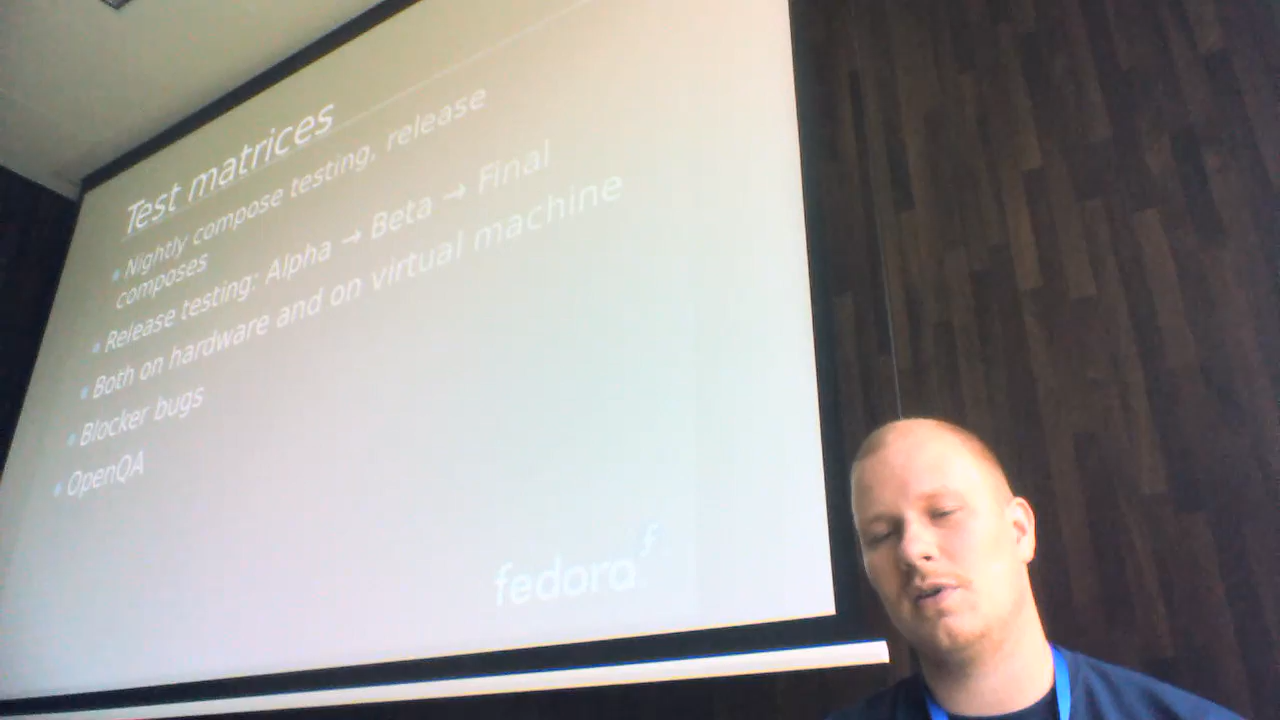 Test matrices
Nightly compose testing, release
composes
Release testing: Alpha → Beta → Final
Both on hardware and on virtual machine
Blocker bugs
OpenQA
fedora